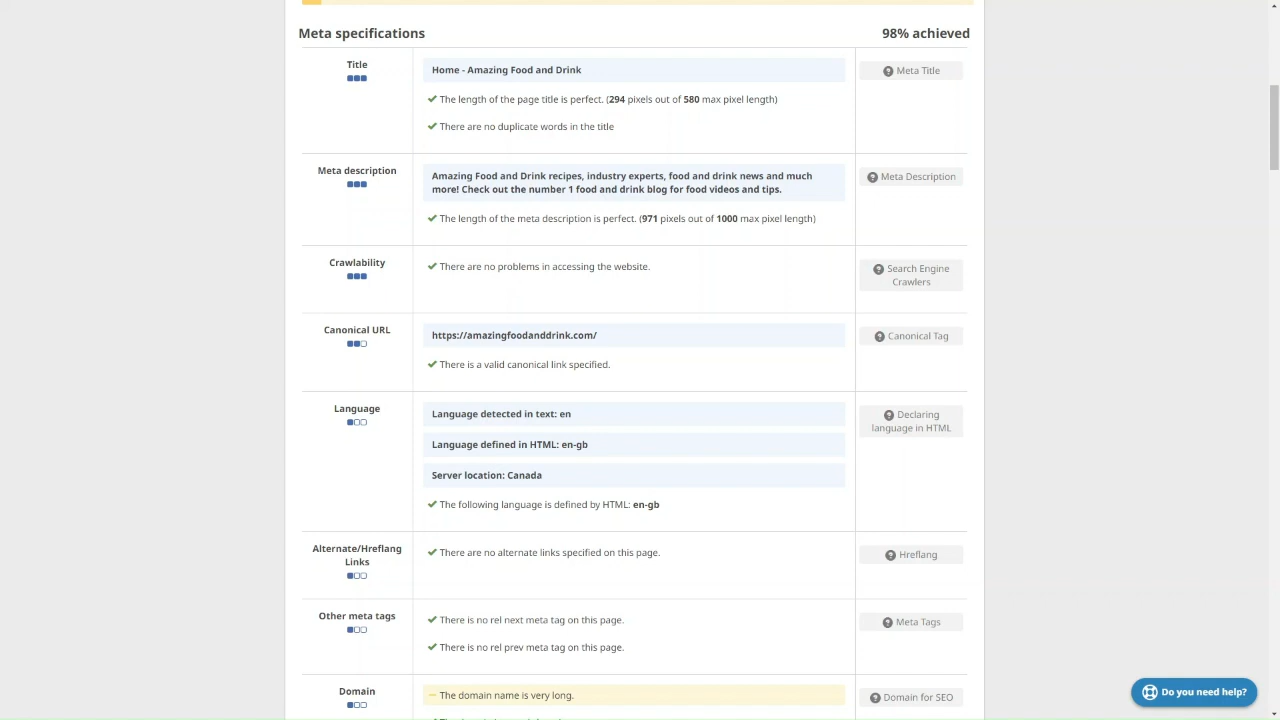 Meta specifications
98% achieved
Title
Home - Amazing Food and Drink
The length of the page title is perfect. (294 pixels out of 580 max pixel length)
There are no duplicate words in the title
Meta Title
Meta description
Amazing Food and Drink recipes, industry experts, food and drink news and much
more! Check out the number 1 food and drink blog for food videos and tips.
The length of the meta description is perfect. (971 pixels out of 1000 max pixel length)
Meta Description
Crawlability
There are no problems in accessing the website.
Search Engine
Crawlers
Canonical URL
https://amazingfoodanddrink.com/
There is a valid canonical link specified.
Canonical Tag
Language
Language detected in text: en
Language defined in HTML: en-gb
Server location: Canada
The following language is defined by HTML: en-gb
Declaring
language in HTML
Alternate/Hreflang
Links
There are no alternate links specified on this page.
Hreflang
Other meta tags
There is no rel next meta tag on this page.
There is no rel prev meta tag on this page.
Meta Tags
Domain
The domain name is very long.
Domain for SEO
Do you need help?